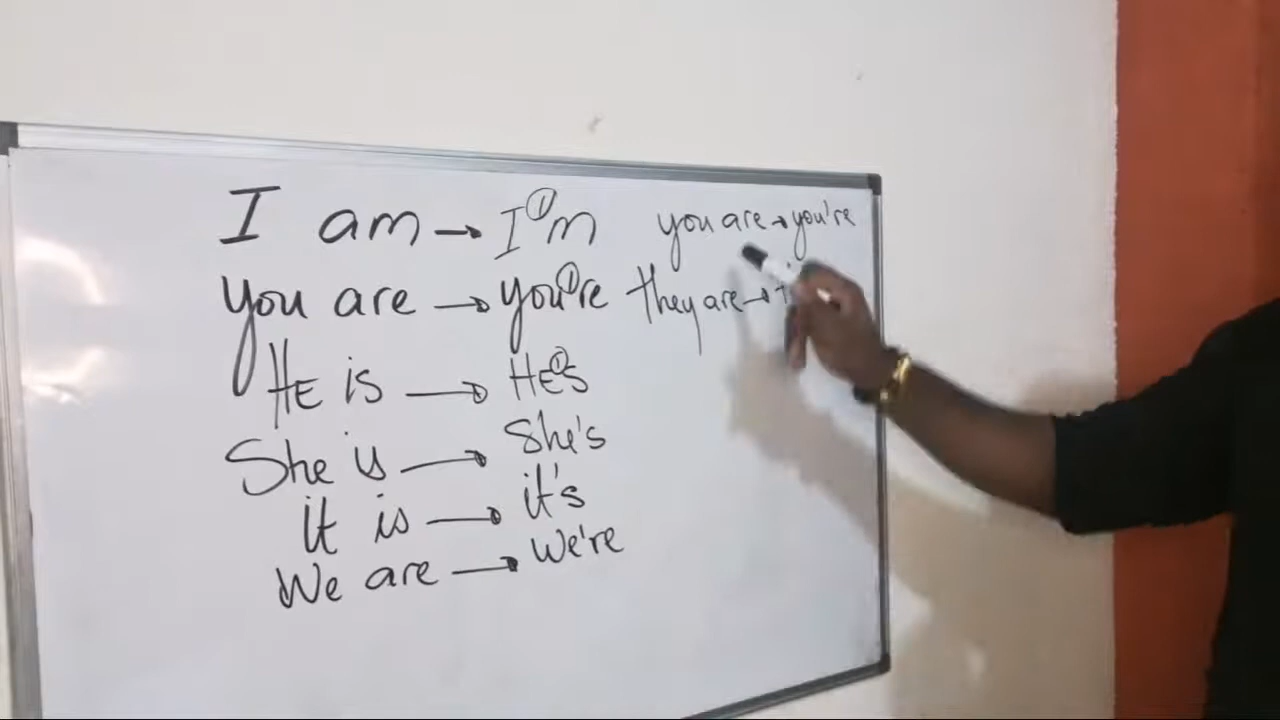 I am → I'm
you are → you're
HE is → HE's
She is → She's
it is → it's
We are → We're
you are → you're
they are →